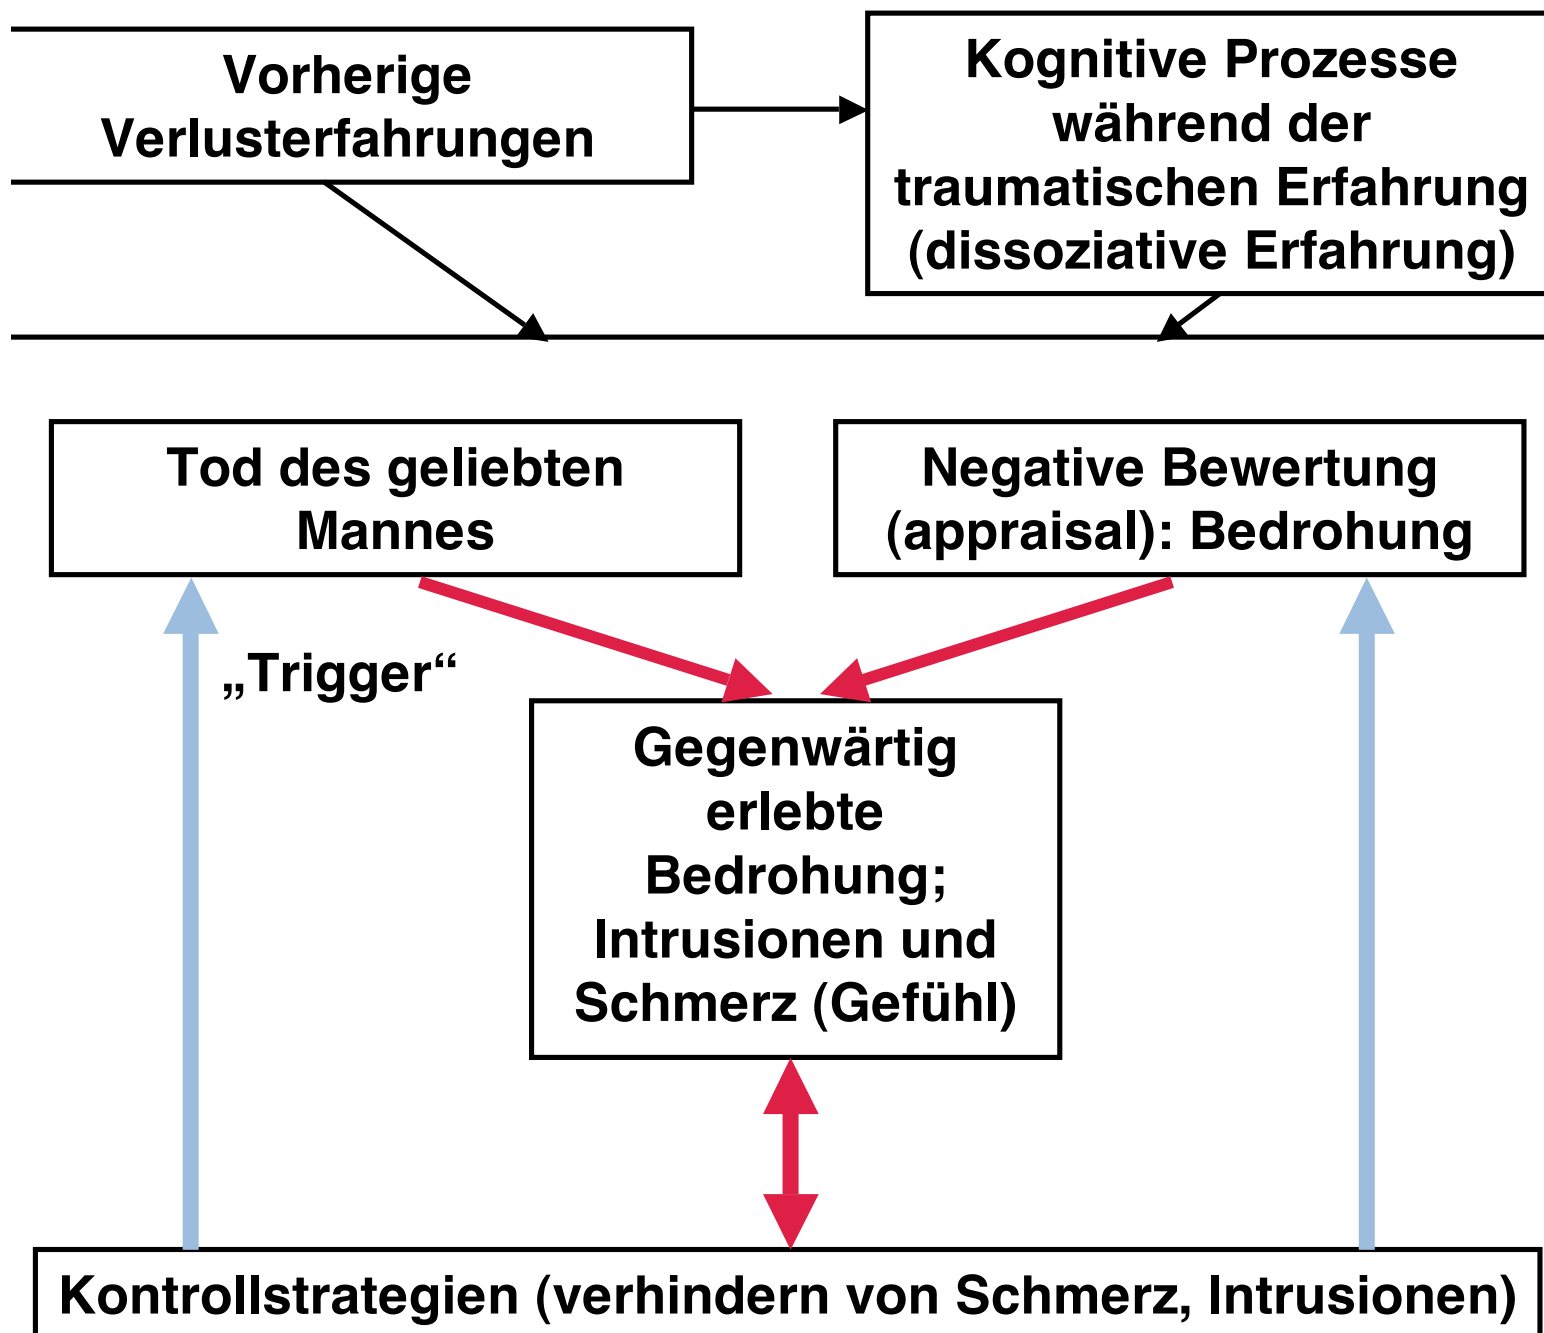 Vorherige
Verlusterfahrungen
Kognitive Prozesse
während der
traumatischen Erfahrung
(dissoziative Erfahrung)
Tod des geliebten
Mannes
Negative Bewertung
(appraisal): Bedrohung
„Trigger“
Gegenwärtig
erlebte
Bedrohung;
Intrusionen und
Schmerz (Gefühl)
Kontrollstrategien (verhindern von Schmerz, Intrusionen)